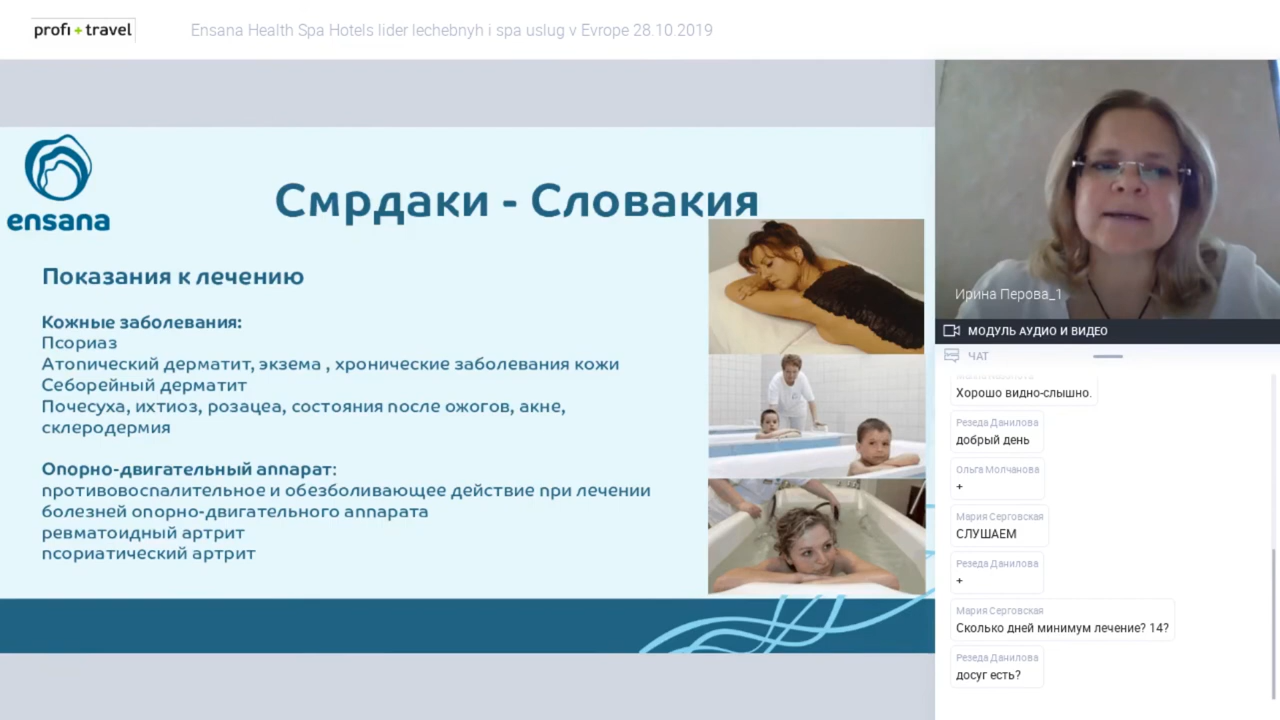 profi + travel
Ensana Health Spa Hotels lider lechebnyh i spa uslug v Evrope 28.10.2019
ensana
Смрдаки - Словакия
Показания к лечению
Кожные заболевания:
Псориаз
Атопический дерматит, экзема , хронические заболевания кожи
Себорейный дерматит
Почесуха, ихтиоз, розацеа, состояния после ожогов, акне,
склеродермия
Опорно-двигательный аппарат:
противовоспалительное и обезболивающее действие при лечении
болезней опорно-двигательного аппарата
ревматоидный артрит
псориатический артрит
Ирина Перова_1
МОДУЛЬ АУДИО И ВИДЕО
ЧАТ
Хорошо видно-слышно.
Резеда Данилова
добрый день
Ольга Молчанова
+
Мария Серговская
СЛУШАЕМ
Резеда Данилова
+
Мария Серговская
Сколько дней минимум лечение? 14?
Резеда Данилова
досуг есть?